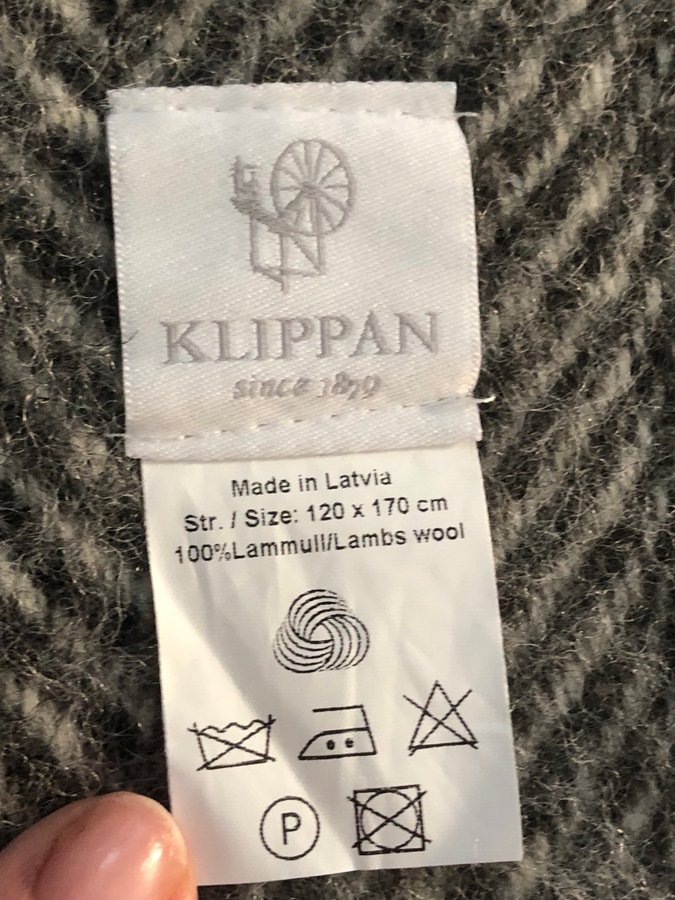 KLIPPAN
since 1879
Made in Latvia
Str. / Size: 120 x 170 cm
100%Lammull/Lambs wool
P